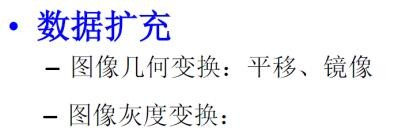 • 数据扩充
– 图像几何变换：平移、镜像
– 图像灰度变换：